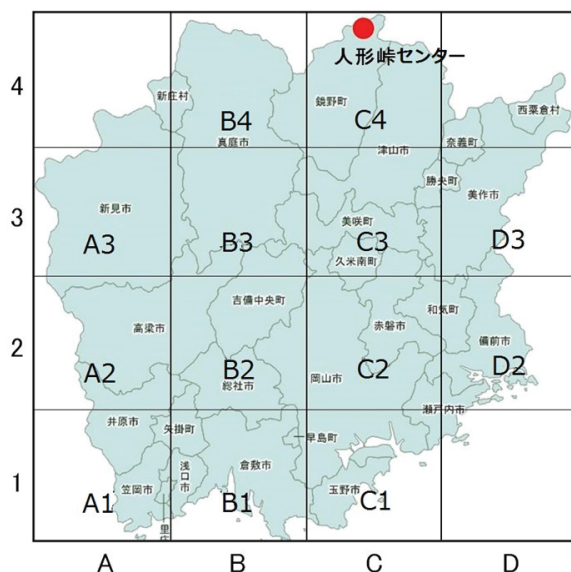 人形峠センター
4
新庄村
鏡野町
西粟倉村
B4
C4
真庭市
津山市
奈義町
勝央町
美作市
3
新見市
美咲町
A3
B3
C3
D3
久米南町
吉備中央町
和気町
高梁市
赤磐市
備前市
2
A2
B2
C2
D2
総社市
岡山市
瀬戸内市
井原市
矢掛町
早島町
浅口市
倉敷市
1
笠岡市
玉野市
A1
B1
C1
里庄
A
B
C
D